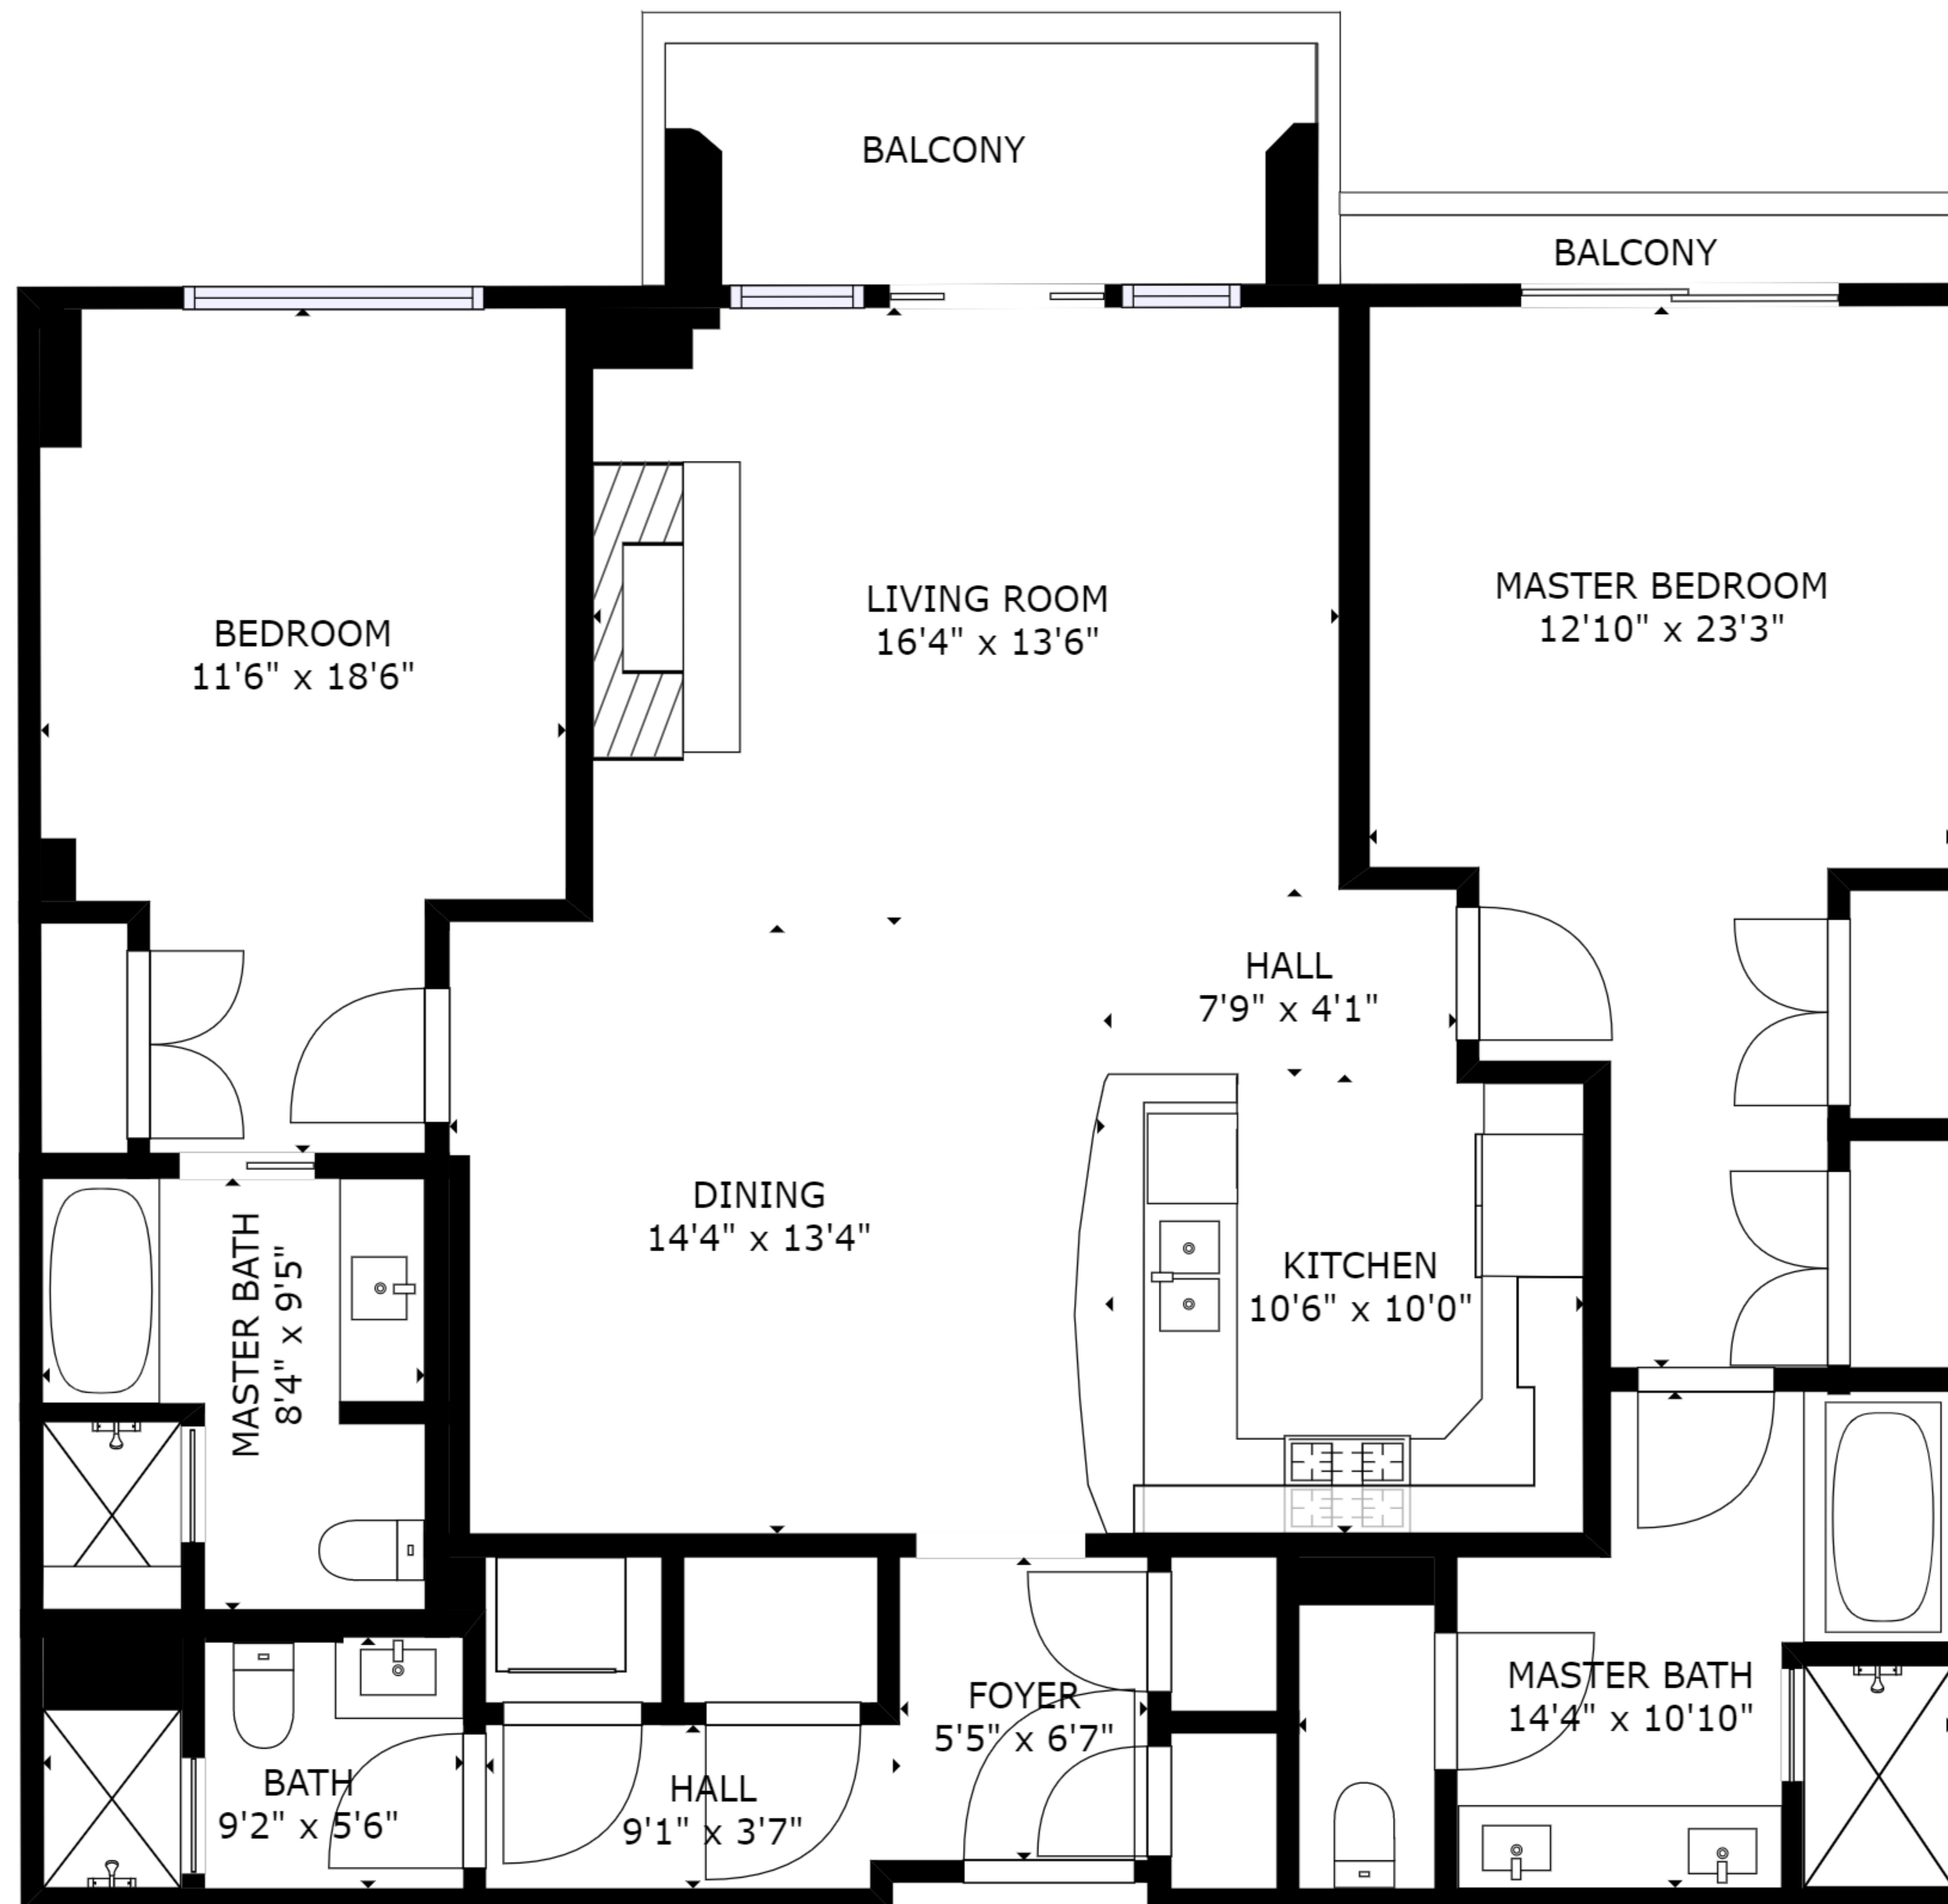 BALCONY
BALCONY
BEDROOM
11'6" x 18'6"
LIVING ROOM
16'4" x 13'6"
MASTER BEDROOM
12'10" x 23'3"
HALL
7'9" x 4'1"
DINING
14'4" x 13'4"
KITCHEN
10'6" x 10'0"
MASTER BATH
8'4" x 9'5"
BATH
9'2" x 5'6"
HALL
9'1" x 3'7"
FOYER
5'5" x 6'7"
MASTER BATH
14'4" x 10'10"